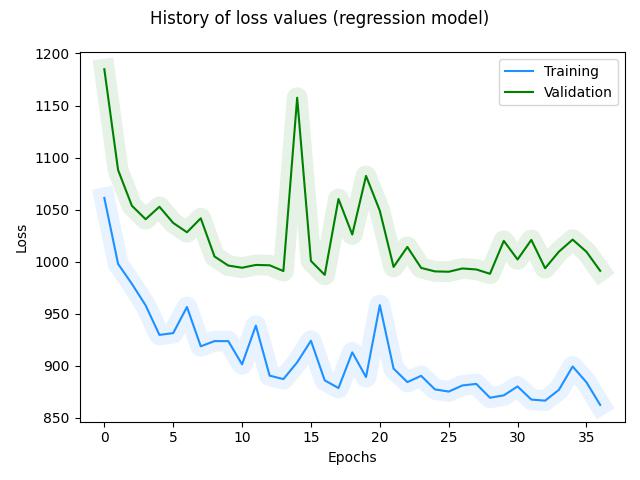 History of loss values (regression model)
Training
Validation
Loss
1200
1150
1100
1050
1000
950
900
850
0 5 10 15 20 25 30 35
Epochs